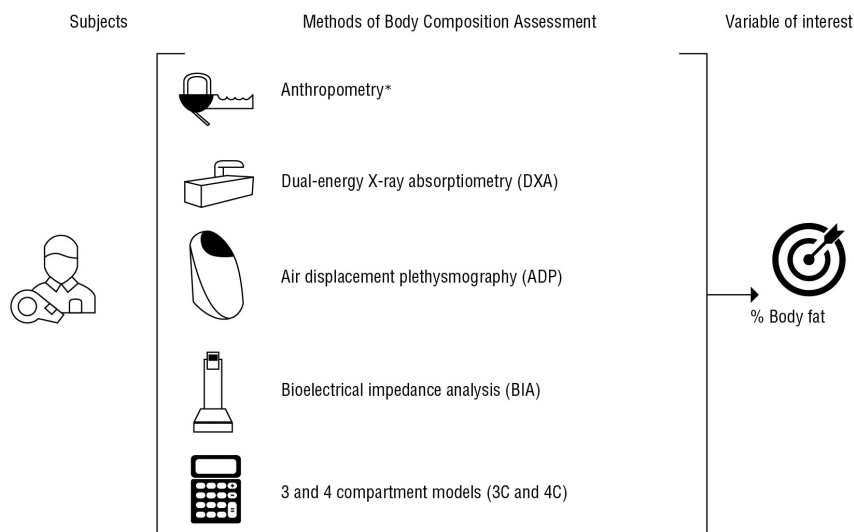 Subjects
Methods of Body Composition Assessment
Variable of interest
Anthropometry*
Dual-energy X-ray absorptiometry (DXA)
Air displacement plethysmography (ADP)
% Body fat
Bioelectrical impedance analysis (BIA)
3 and 4 compartment models (3C and 4C)